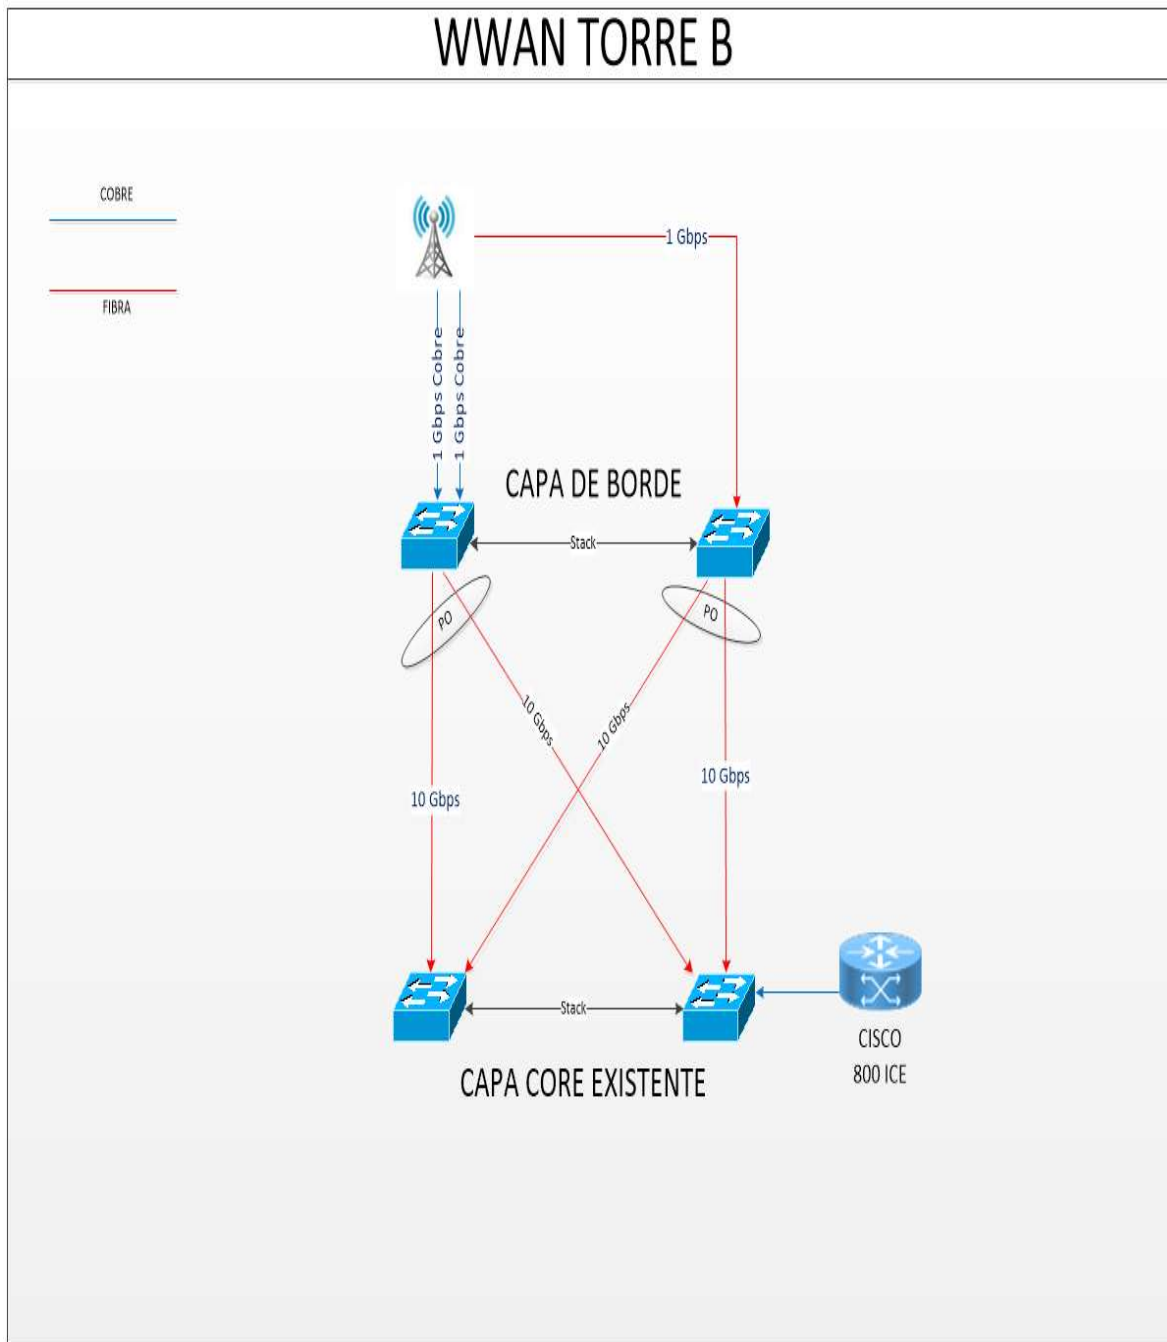 WWAN TORRE B
COBRE
FIBRA
1 Gbps
1 Gbps Cobre
1 Gbps Cobre
CAPA DE BORDE
Stack
PO
PO
10 Gbps
10 Gbps
10 Gbps
10 Gbps
Stack
CISCO
800 ICE
CAPA CORE EXISTENTE